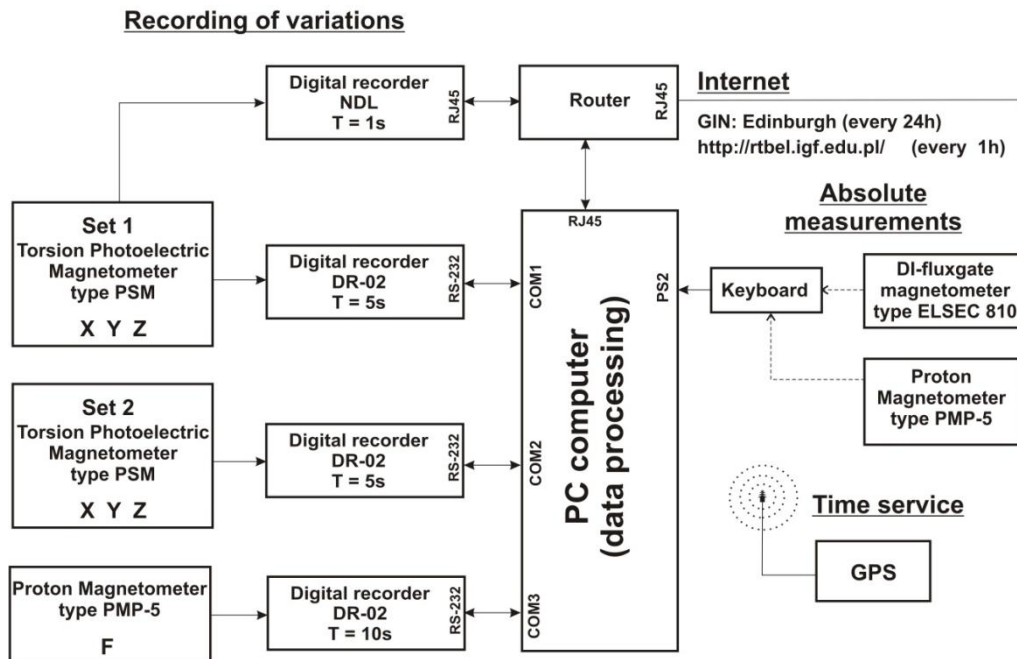 Recording of variations
Digital recorder
NDL
T = 1s
RJ45
Router
RJ45
Internet
GIN: Edinburgh (every 24h)
http://rtbel.igf.edu.pl/ (every 1h)
Set 1
Torsion Photoelectric
Magnetometer
type PSM
X Y Z
Digital recorder
DR-02
T = 5s
RS-232
COM1
RJ45
PS2
PC computer
(data processing)
Absolute
measurements
Keyboard
DI-fluxgate
magnetometer
type ELSEC 810
Proton
Magnetometer
type PMP-5
Set 2
Torsion Photoelectric
Magnetometer
type PSM
X Y Z
Digital recorder
DR-02
T = 5s
RS-232
COM2
Time service
GPS
Proton Magnetometer
type PMP-5
F
Digital recorder
DR-02
T = 10s
RS-232
COM3